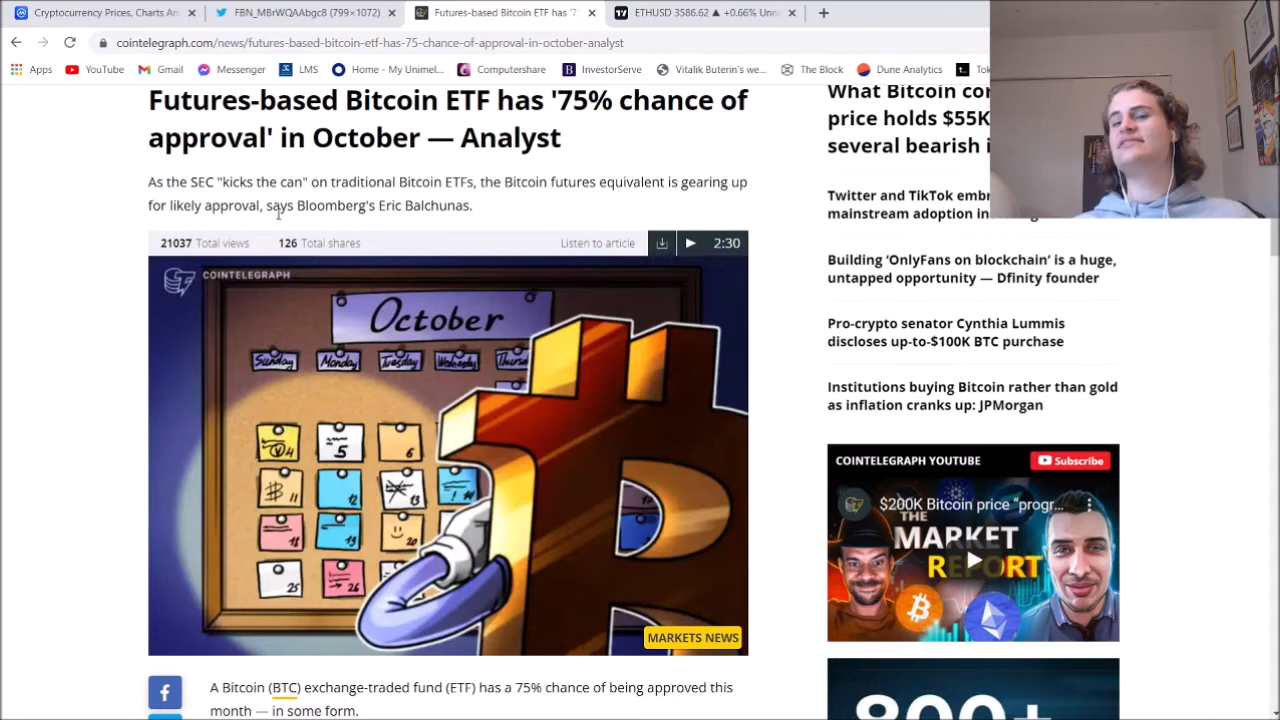 Cryptocurrency Prices, Charts An
FBN_MBrWQAAbgc8 (799×1072)
Futures-based Bitcoin ETF has '7
ETHUSD 3586.62 ▲ +0.66% Unn
cointelegraph.com/news/futures-based-bitcoin-etf-has-75-chance-of-approval-in-october-analyst
Apps
YouTube
Gmail
Messenger
LMS
Home - My Unimel...
Computershare
InvestorServe
Vitalik Buterin's we...
The Block
Dune Analytics
Tok
Futures-based Bitcoin ETF has '75% chance of
approval' in October — Analyst
As the SEC "kicks the can" on traditional Bitcoin ETFs, the Bitcoin futures equivalent is gearing up
for likely approval, says Bloomberg's Eric Balchunas.
21037 Total views
126 Total shares
Listen to article
2:30
COINTELEGRAPH
October
Sunday
Monday
Tuesday
Wednesday
Thurs
4
5
6
$ 11
12
13
14
18
19
20
25
26
MARKETS NEWS
A Bitcoin (BTC) exchange-traded fund (ETF) has a 75% chance of being approved this
month — in some form.
What Bitcoin cor
price holds $55K
several bearish i
Twitter and TikTok emb
mainstream adoption in
Building 'OnlyFans on blockchain' is a huge,
untapped opportunity — Dfinity founder
Pro-crypto senator Cynthia Lummis
discloses up-to-$100K BTC purchase
Institutions buying Bitcoin rather than gold
as inflation cranks up: JPMorgan
COINTELEGRAPH YOUTUBE
Subscribe
$200K Bitcoin price "progr...
THE
MARKET
REPORT
800+